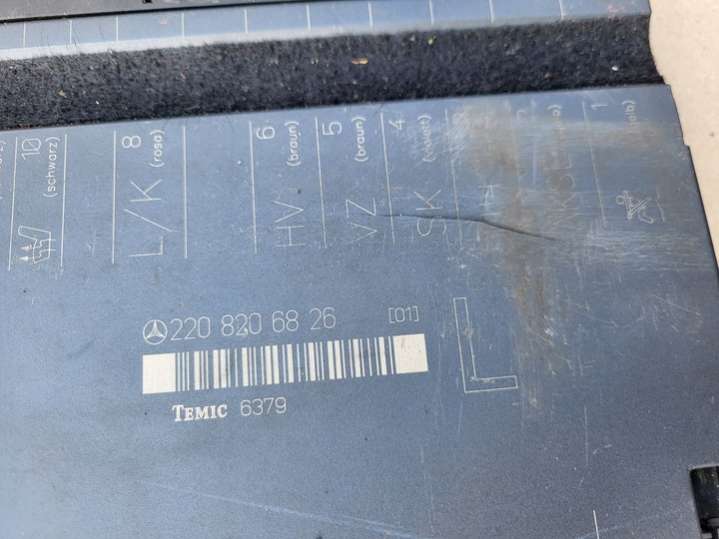 10
(schwarz)
8
(rosa)
L/K
6
(braun)
HV
5
(braun)
VZ
4
(violett)
SK
1
220 820 68 26 [01]
TEMIC 6379
L